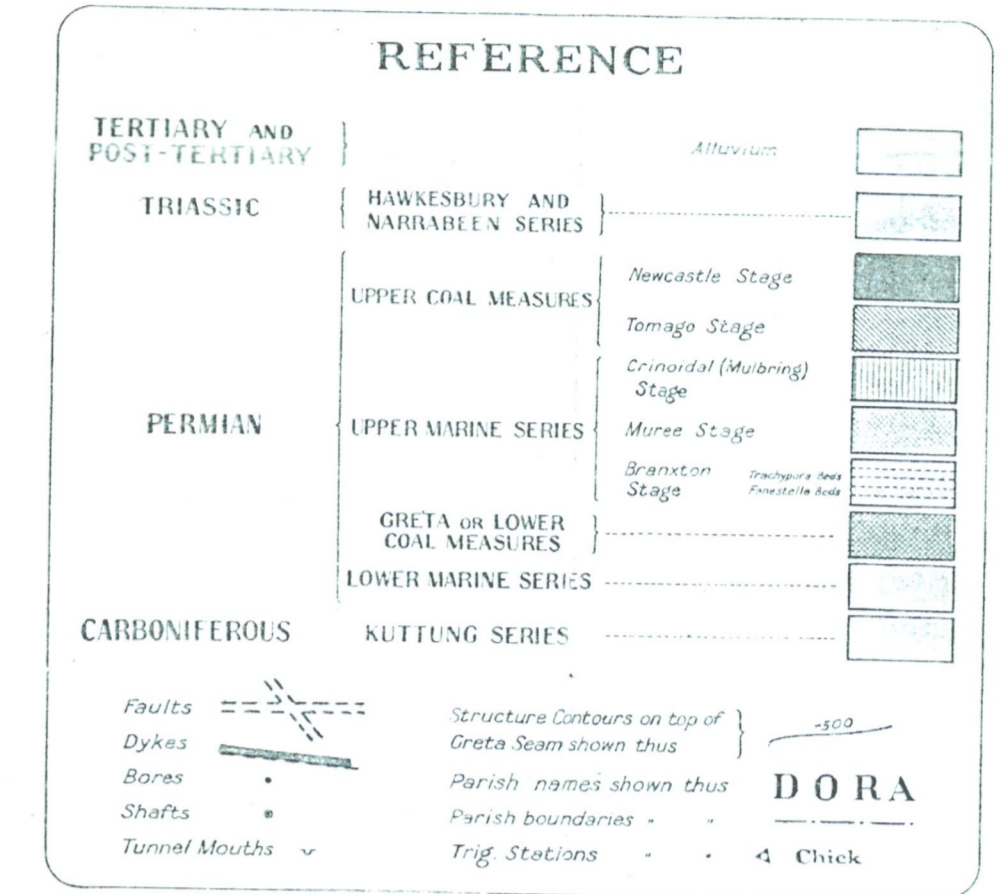 REFERENCE
TERTIARY AND
POST-TERTIARY
Alluvium
TRIASSIC
HAWKESBURY AND
NARRABEEN SERIES
PERMIAN
UPPER COAL MEASURES
Newcastle Stage
Tomago Stage
UPPER MARINE SERIES
Crinoidal (Mulbring)
Stage
Muree Stage
Branxton
Stage
Trachypura Beds
Fenestella Beds
GRETA OR LOWER
COAL MEASURES
LOWER MARINE SERIES
CARBONIFEROUS
KUTTUNG SERIES
Faults
Dykes
Bores
Shafts
Tunnel Mouths
Structure Contours on top of
Greta Seam shown thus
-500
Parish names shown thus
DORA
Parish boundaries " "
Trig. Stations " "
Chick